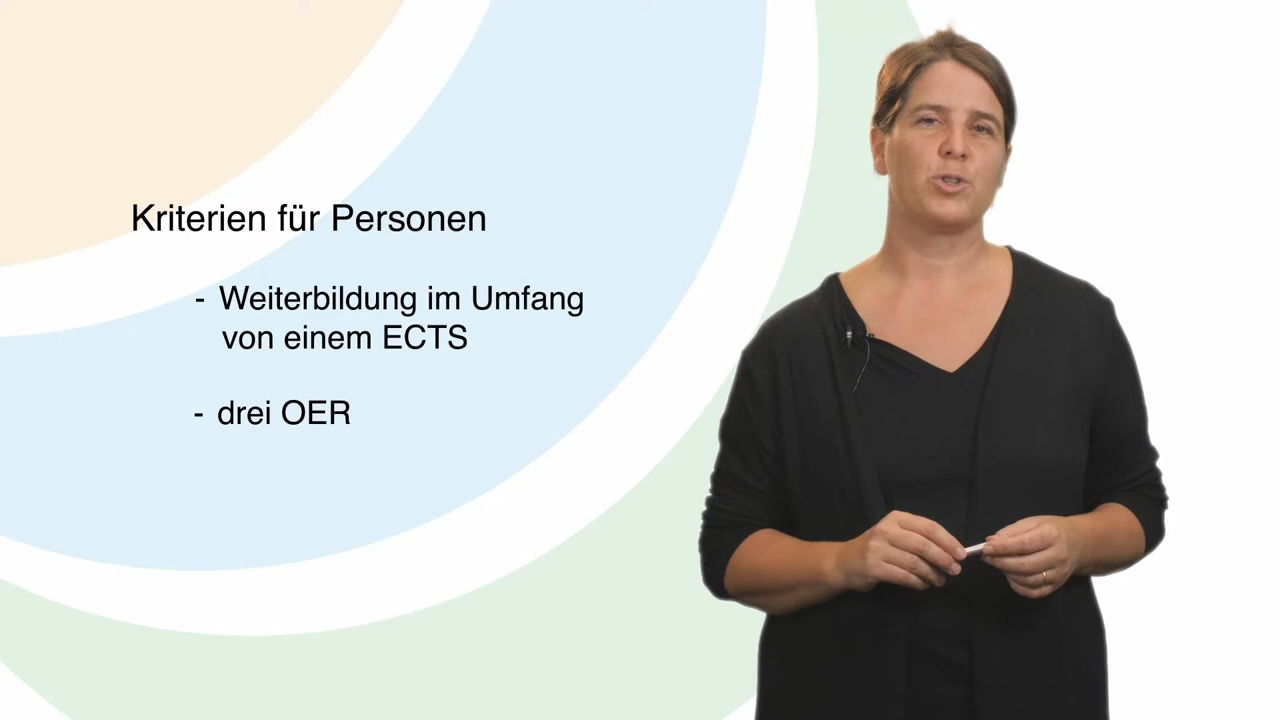 Kriterien für Personen
- Weiterbildung im Umfang
von einem ECTS
- drei OER